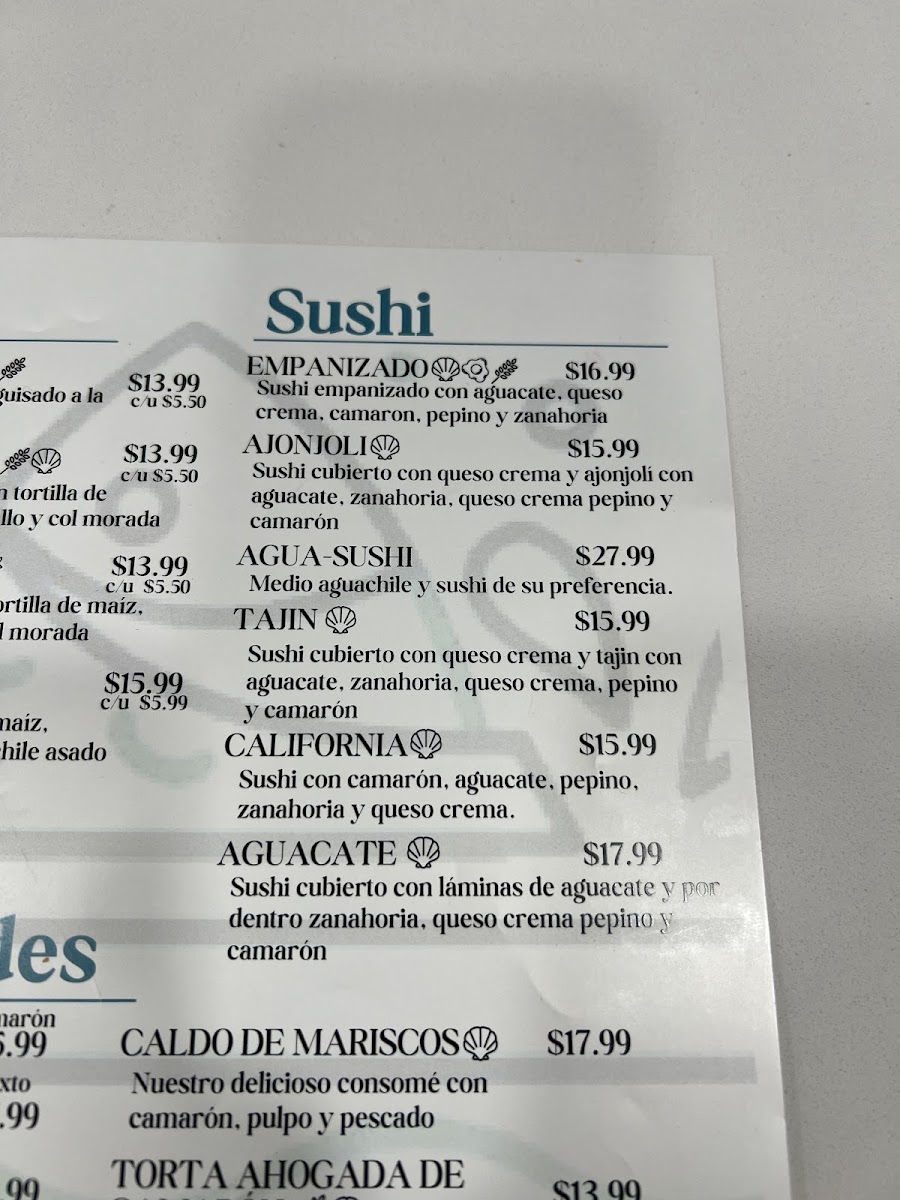 Sushi
EMPANIZADO $16.99
Sushi empanizado con aguacate, queso
crema, camaron, pepino y zanahoria
AJONJOLI $15.99
Sushi cubierto con queso crema y ajonjolí con
aguacate, zanahoria, queso crema pepino y
camarón
AGUA-SUSHI $27.99
Medio aguachile y sushi de su preferencia.
TAJIN $15.99
Sushi cubierto con queso crema y tajin con
aguacate, zanahoria, queso crema, pepino
y camarón
CALIFORNIA $15.99
Sushi con camarón, aguacate, pepino,
zanahoria y queso crema.
AGUACATE $17.99
Sushi cubierto con láminas de aguacate y por
dentro zanahoria, queso crema pepino y
camarón
$13.99
guisado a la c/u $5.50
$13.99
c/u $5.50
tortilla de
y col morada
$13.99
c/u $5.50
tortilla de maíz,
morada
$15.99
c/u $5.99
maíz,
chile asado
des
CALDO DE MARISCOS $17.99
Nuestro delicioso consomé con
camarón, pulpo y pescado
TORTA AHOGADA DE
$13.99